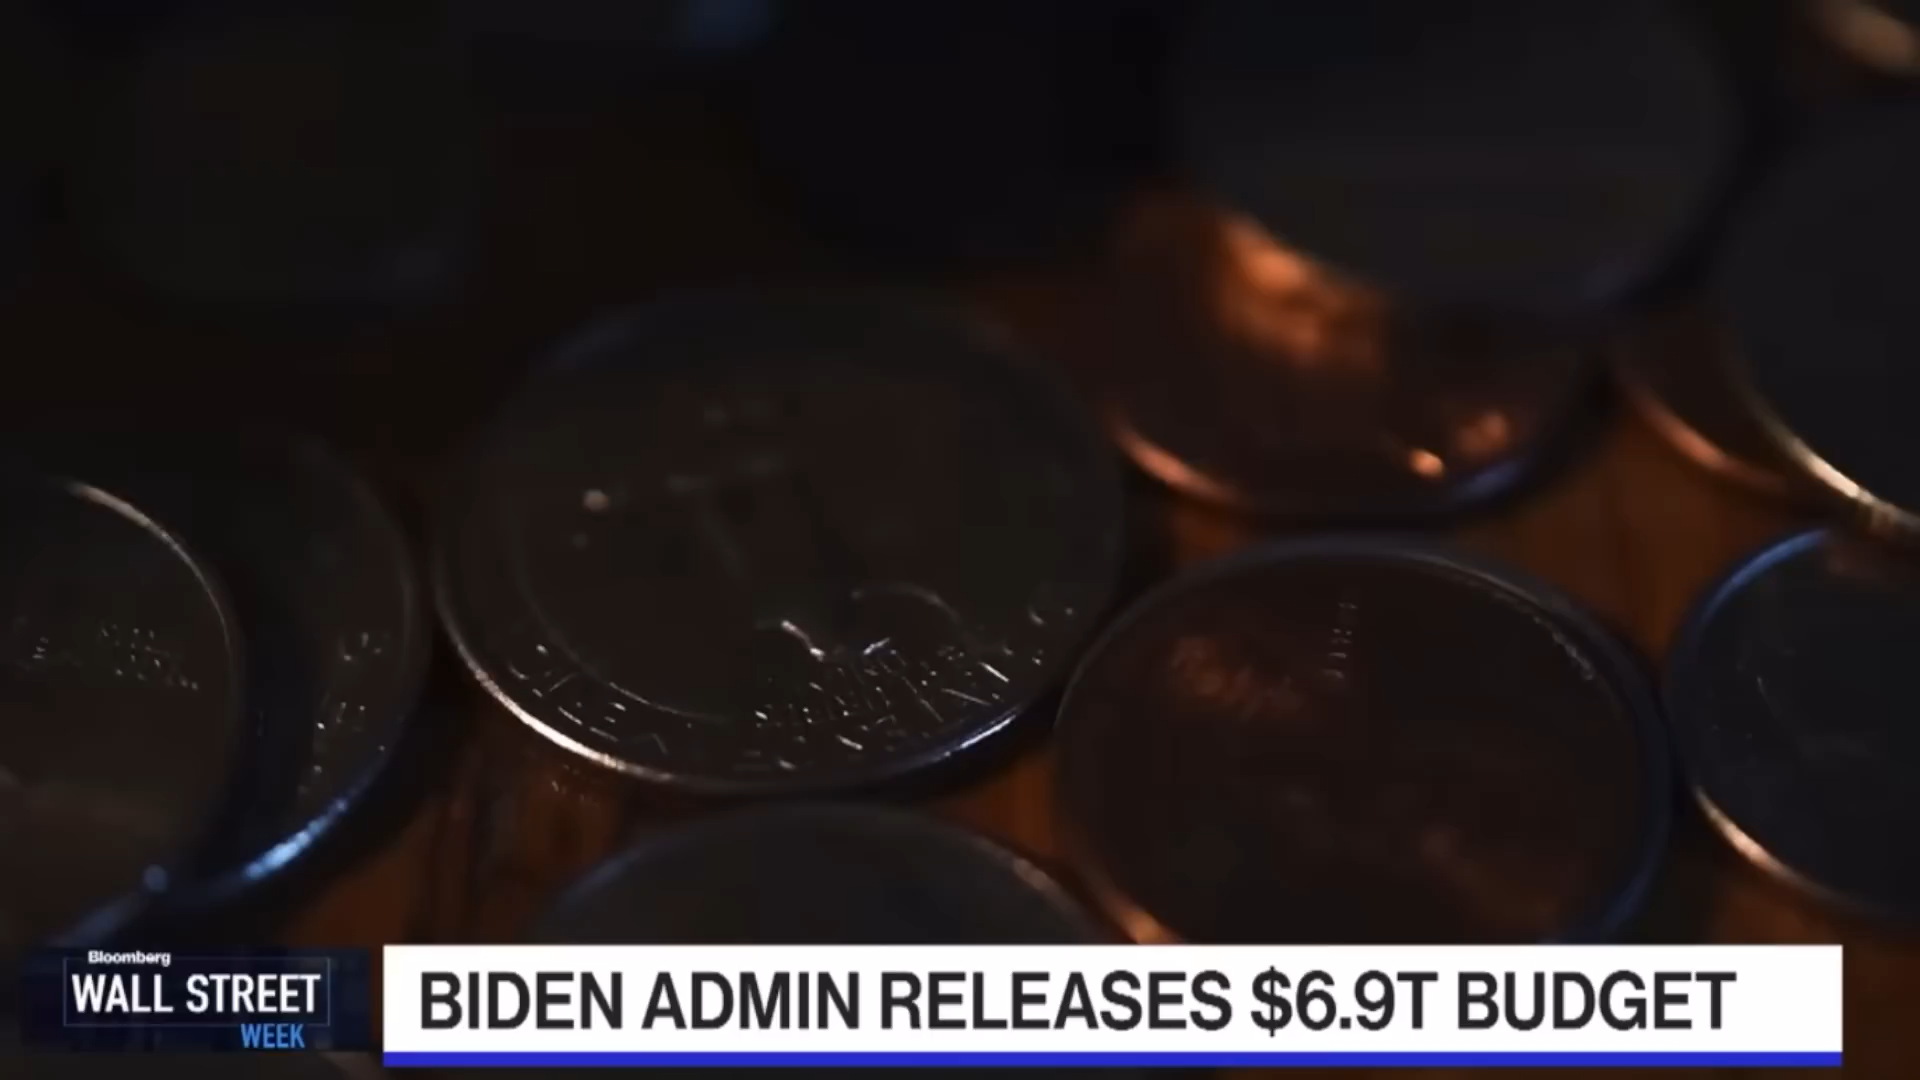 Bloomberg
WALL STREET
WEEK
BIDEN ADMIN RELEASES $6.9T BUDGET